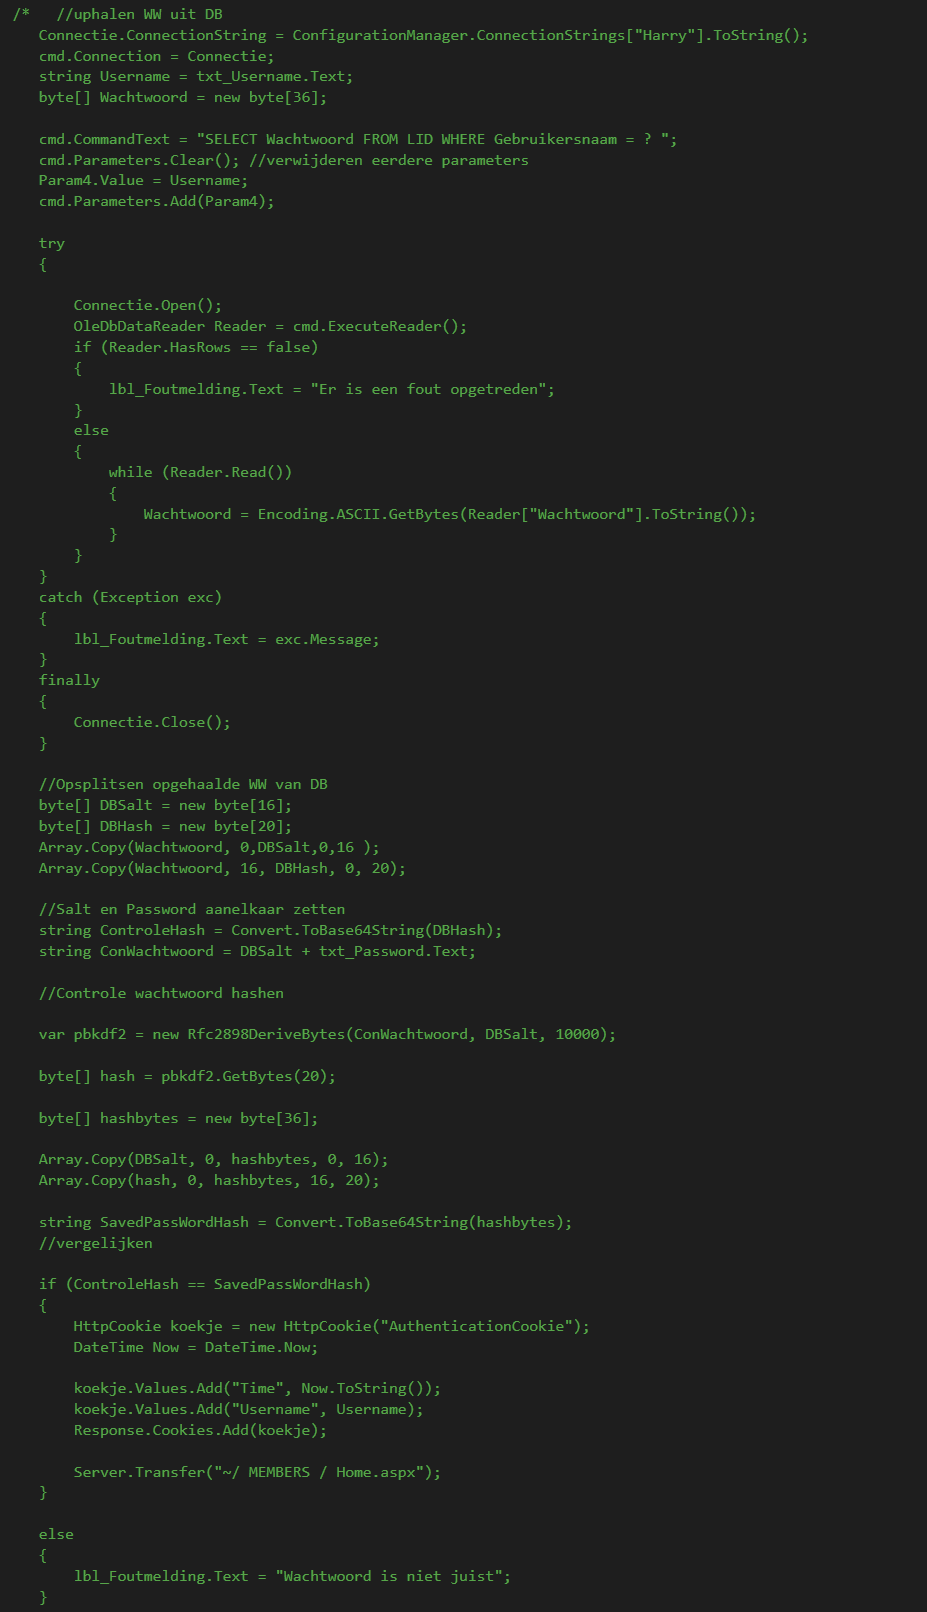 /*   //uphalen WW uit DB
Connectie.ConnectionString = ConfigurationManager.ConnectionStrings["Harry"].ToString();
cmd.Connection = Connectie;
string Username = txt_Username.Text;
byte[] Wachtwoord = new byte[36];
cmd.CommandText = "SELECT Wachtwoord FROM LID WHERE Gebruikersnaam = ? ";
cmd.Parameters.Clear(); //verwijderen eerdere parameters
Param4.Value = Username;
cmd.Parameters.Add(Param4);
try
{
Connectie.Open();
OleDbDataReader Reader = cmd.ExecuteReader();
if (Reader.HasRows == false)
{
lbl_Foutmelding.Text = "Er is een fout opgetreden";
}
else
{
while (Reader.Read())
{
Wachtwoord = Encoding.ASCII.GetBytes(Reader["Wachtwoord"].ToString());
}
}
}
catch (Exception exc)
{
lbl_Foutmelding.Text = exc.Message;
}
finally
{
Connectie.Close();
}
//Opsplitsen opgehaalde WW van DB
byte[] DBSalt = new byte[16];
byte[] DBHash = new byte[20];
Array.Copy(Wachtwoord, 0,DBSalt,0,16 );
Array.Copy(Wachtwoord, 16, DBHash, 0, 20);
//Salt en Password aanelkaar zetten
string ControleHash = Convert.ToBase64String(DBHash);
string ConWachtwoord = DBSalt + txt_Password.Text;
//Controle wachtwoord hashen
var pbkdf2 = new Rfc2898DeriveBytes(ConWachtwoord, DBSalt, 10000);
byte[] hash = pbkdf2.GetBytes(20);
byte[] hashbytes = new byte[36];
Array.Copy(DBSalt, 0, hashbytes, 0, 16);
Array.Copy(hash, 0, hashbytes, 16, 20);
string SavedPassWordHash = Convert.ToBase64String(hashbytes);
//vergelijken
if (ControleHash == SavedPassWordHash)
{
HttpCookie koekje = new HttpCookie("AuthenticationCookie");
DateTime Now = DateTime.Now;
koekje.Values.Add("Time", Now.ToString());
koekje.Values.Add("Username", Username);
Response.Cookies.Add(koekje);
Server.Transfer("~/ MEMBERS / Home.aspx");
}
else
{
lbl_Foutmelding.Text = "Wachtwoord is niet juist";
}